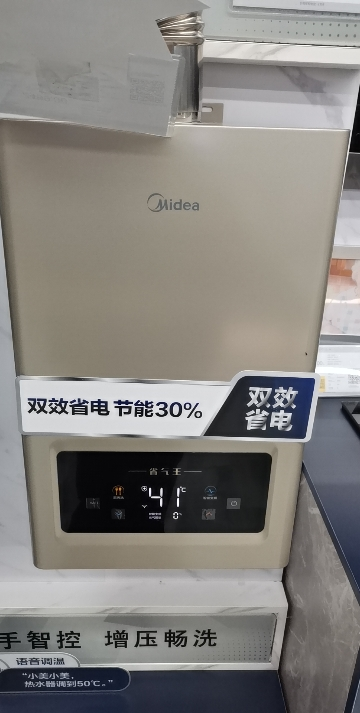 Midea
双效省电 节能30%
双效
省电
省气王
41℃
0
手智控 增压畅洗
语音调温
“小美小美,
热水器调到50℃。”